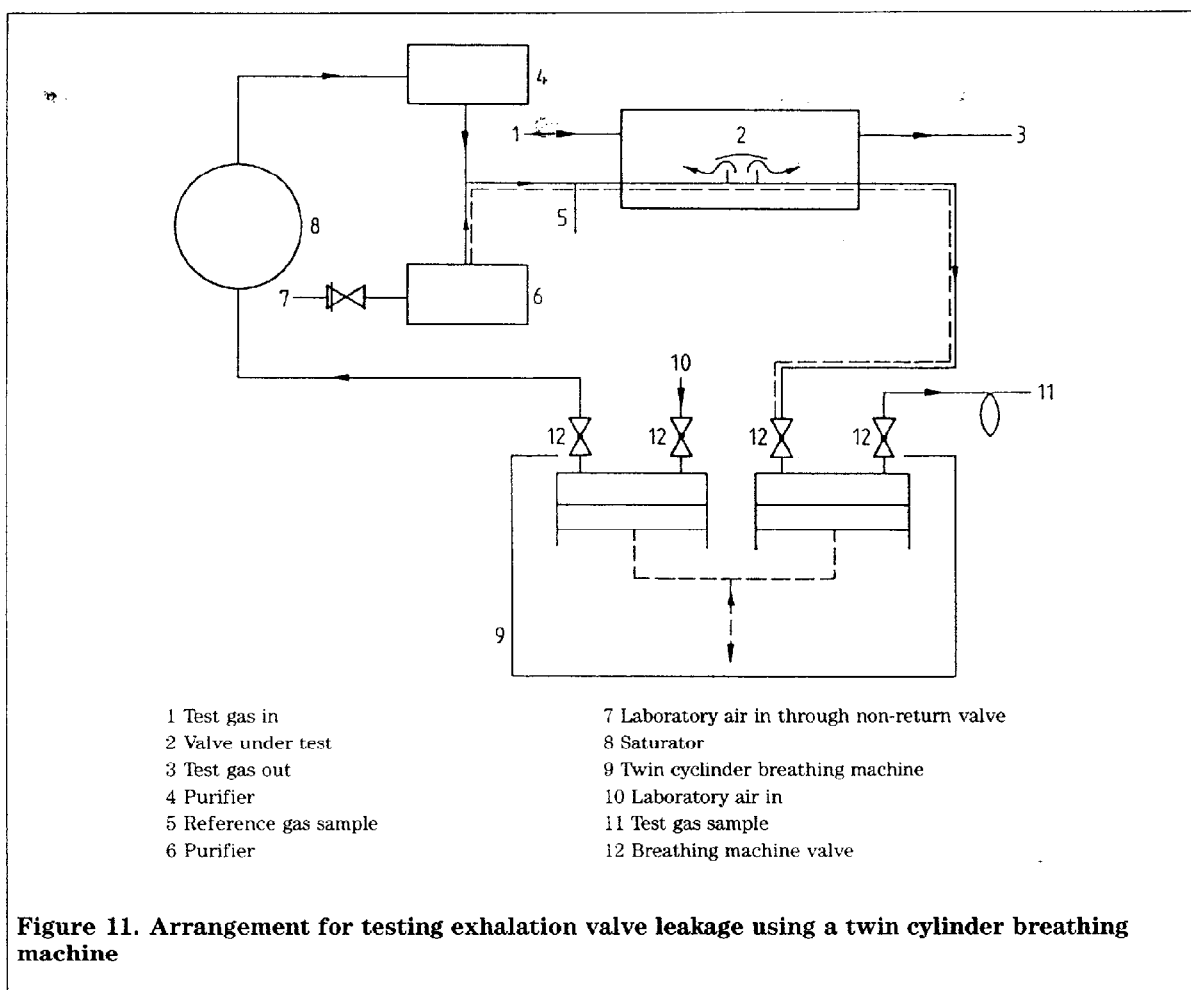 4
1
2
3
5
8
7
6
10
11
12
12
12
12
9
1 Test gas in
2 Valve under test
3 Test gas out
4 Purifier
5 Reference gas sample
6 Purifier
7 Laboratory air in through non-return valve
8 Saturator
9 Twin cyclinder breathing machine
10 Laboratory air in
11 Test gas sample
12 Breathing machine valve
Figure 11. Arrangement for testing exhalation valve leakage using a twin cylinder breathing
machine